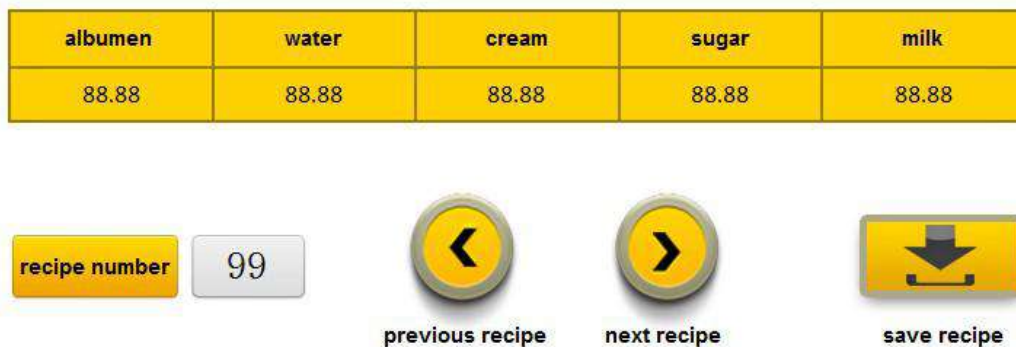 albumen water cream sugar milk
88.88 88.88 88.88 88.88 88.88
recipe number 99
previous recipe next recipe save recipe